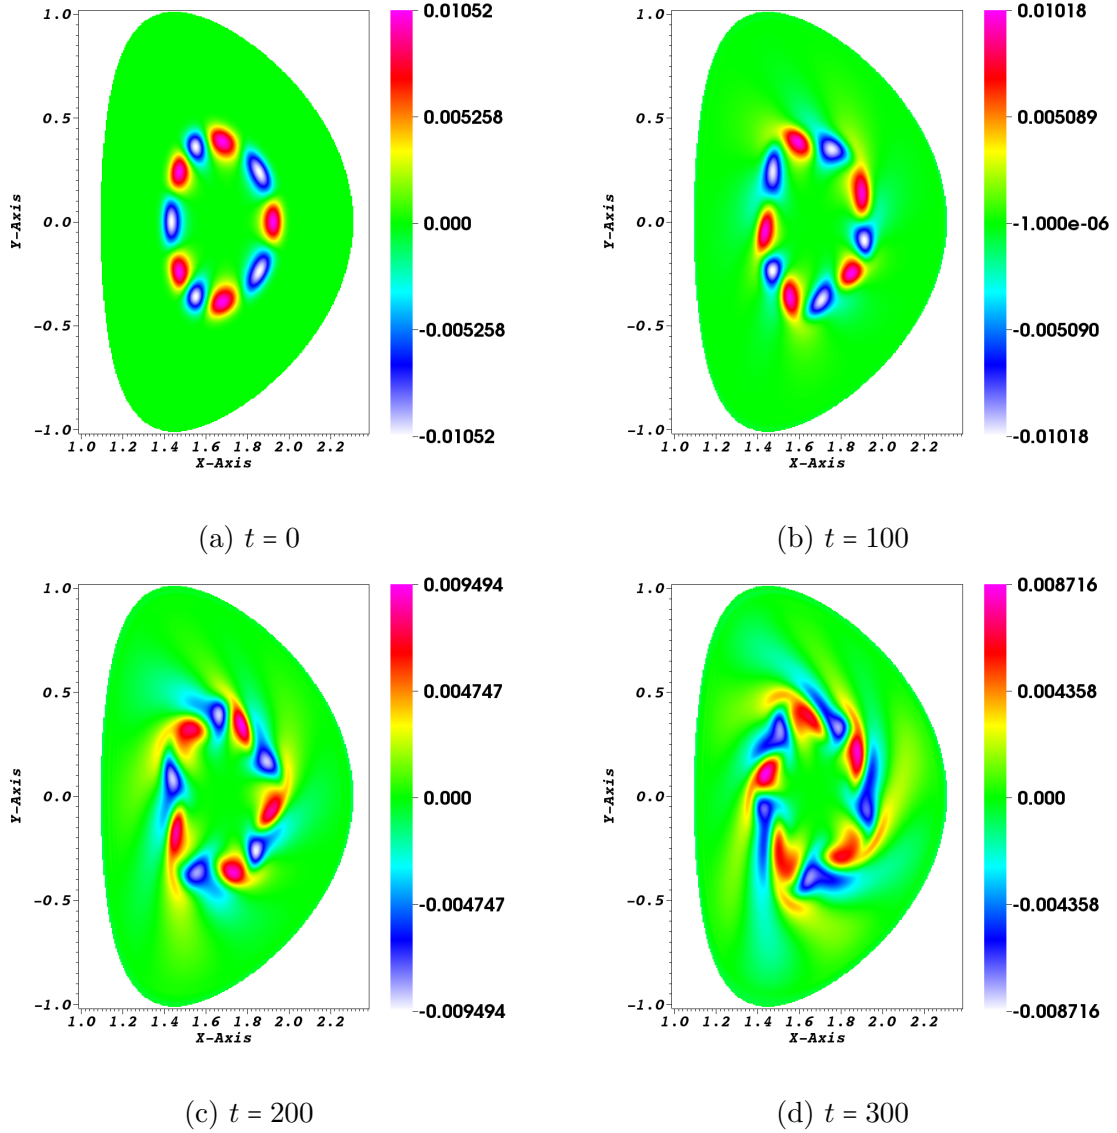 1.0
0.5
0.0
-0.5
-1.0
Y-Axis
1.0 1.2 1.4 1.6 1.8 2.0 2.2
X-Axis
0.01052
0.005258
0.000
-0.005258
-0.01052
(a) t = 0
1.0
0.5
0.0
-0.5
-1.0
Y-Axis
1.0 1.2 1.4 1.6 1.8 2.0 2.2
X-Axis
0.01018
0.005089
-1.000e-06
-0.005090
-0.01018
(b) t = 100
1.0
0.5
0.0
-0.5
-1.0
Y-Axis
1.0 1.2 1.4 1.6 1.8 2.0 2.2
X-Axis
0.009494
0.004747
0.000
-0.004747
-0.009494
(c) t = 200
1.0
0.5
0.0
-0.5
-1.0
Y-Axis
1.0 1.2 1.4 1.6 1.8 2.0 2.2
X-Axis
0.008716
0.004358
0.000
-0.004358
-0.008716
(d) t = 300